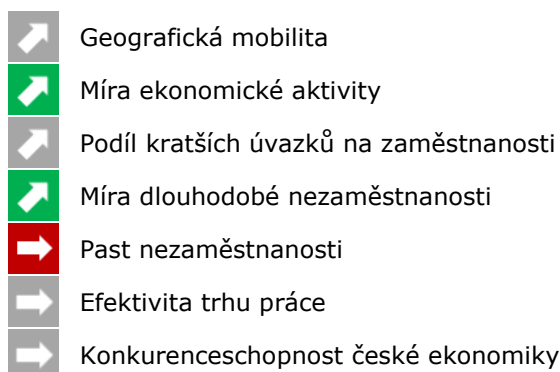 Geografická mobilita
Míra ekonomické aktivity
Podíl kratších úvazků na zaměstnanosti
Míra dlouhodobé nezaměstnanosti
Past nezaměstnanosti
Efektivita trhu práce
Konkurenceschopnost české ekonomiky